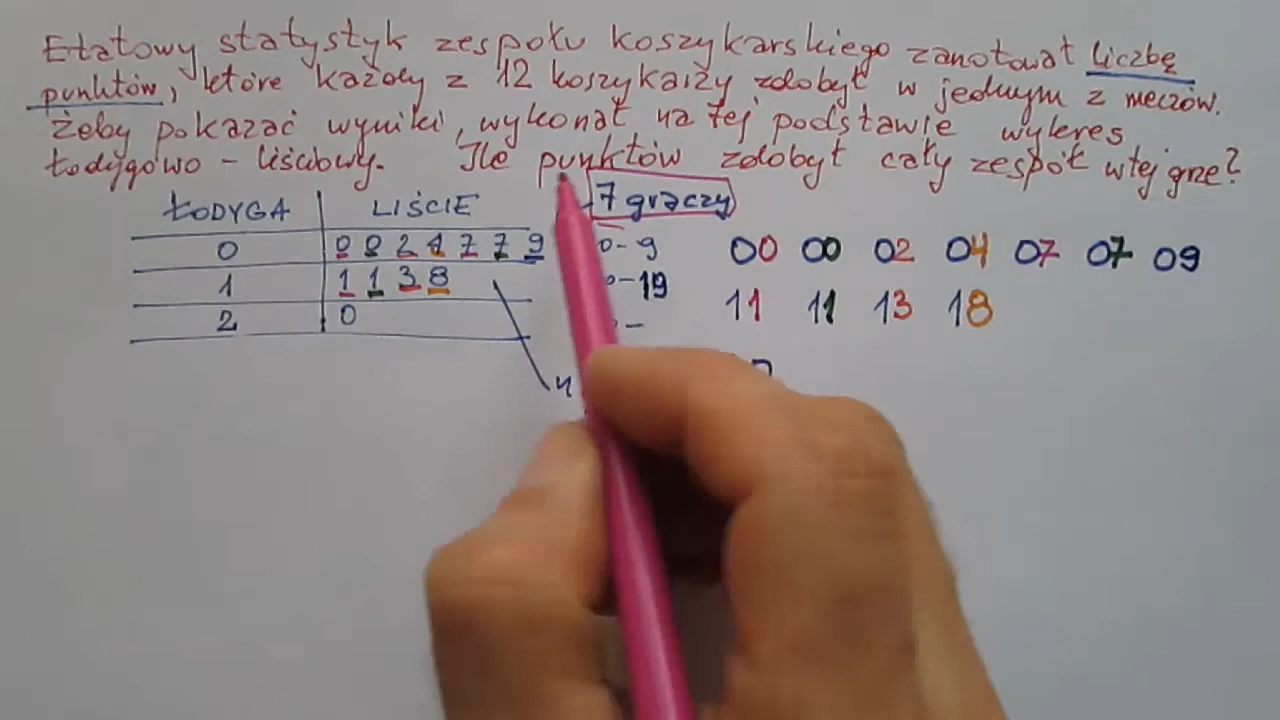 Etatowy statystyk zespołu koszykarskiego zanotował liczbę
punktów, które każdy z 12 koszykarzy zdobył w jednym z meczów.
Żeby pokazać wyniki, wykonał na tej podstawie wykres
łodygowo-liściowy. Ile punktów zdobył cały zespół w tej grze?
ŁODYGA LIŚCIE 7 graczy
0 0 0 2 4 7 7 9 0-9 00 00 02 04 07 07 09
1 1 1 3 8 -19 11 11 13 18
2 0 -